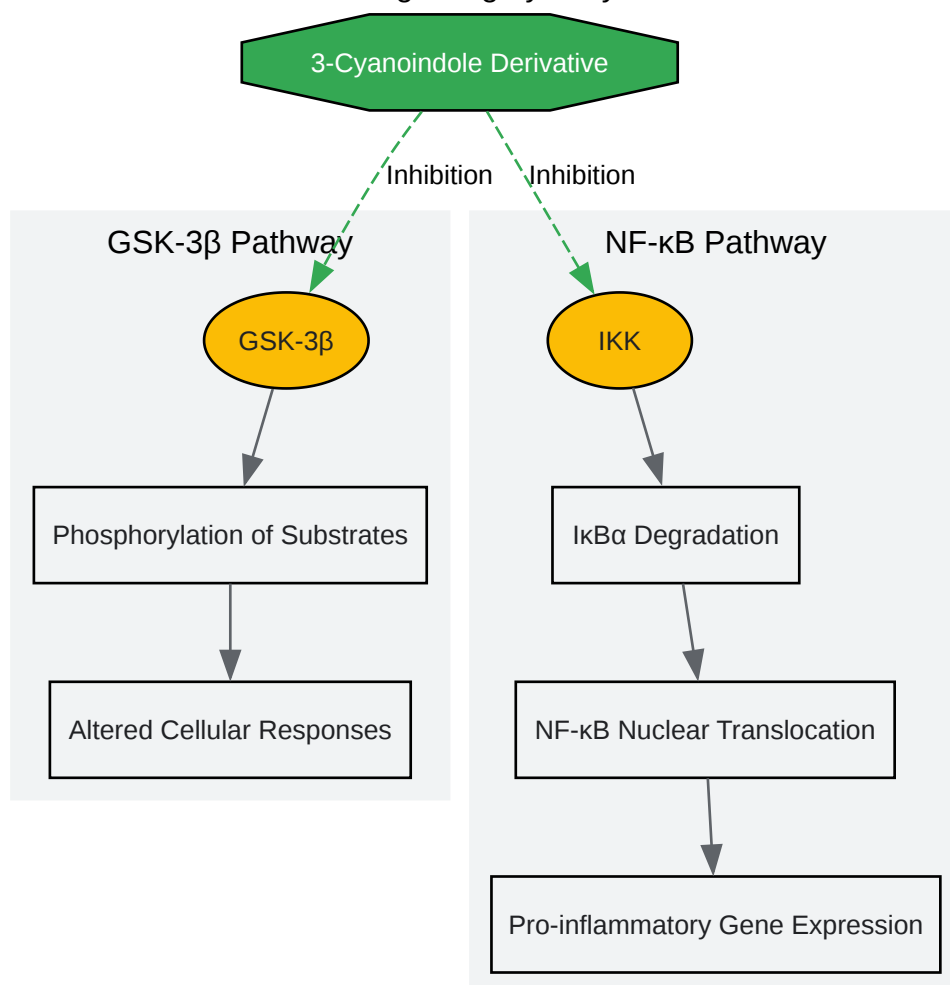 3-Cyanoindole Derivative
Inhibition
Inhibition
GSK-3β Pathway
NF-κB Pathway
GSK-3β
IKK
Phosphorylation of Substrates
IκBα Degradation
Altered Cellular Responses
NF-κB Nuclear Translocation
Pro-inflammatory Gene Expression